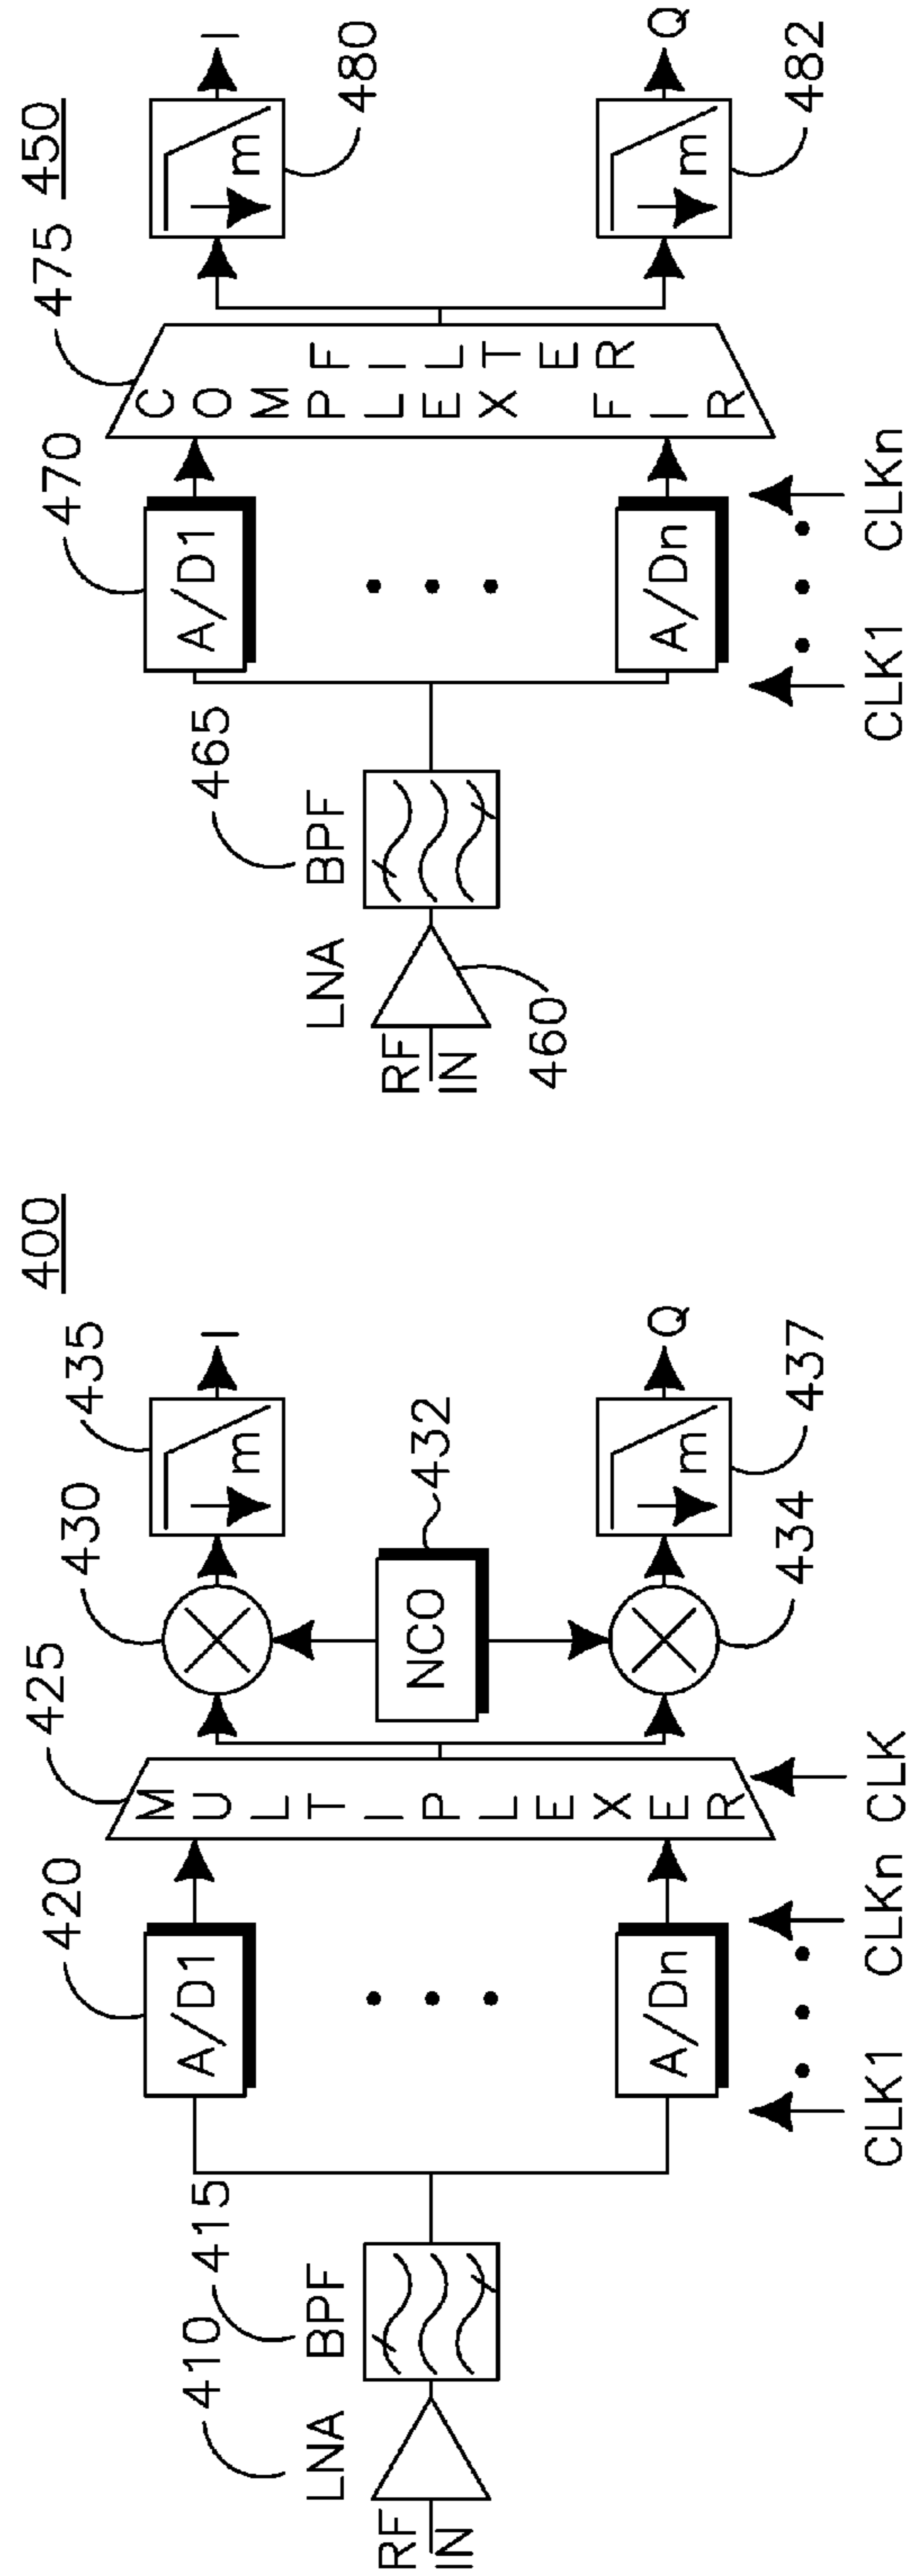 400
410
LNA
RF
IN
415
BPF
420
A/D1
A/Dn
CLK1
CLKn
425
MULTIPLEXER
CLK
430
NCO
432
434
435
m
I
437
m
Q
450
RF
IN
LNA
460
465
BPF
470
A/D1
A/Dn
CLK1
CLKn
475
COMPLEX FIR
FILTER
480
m
I
482
m
Q